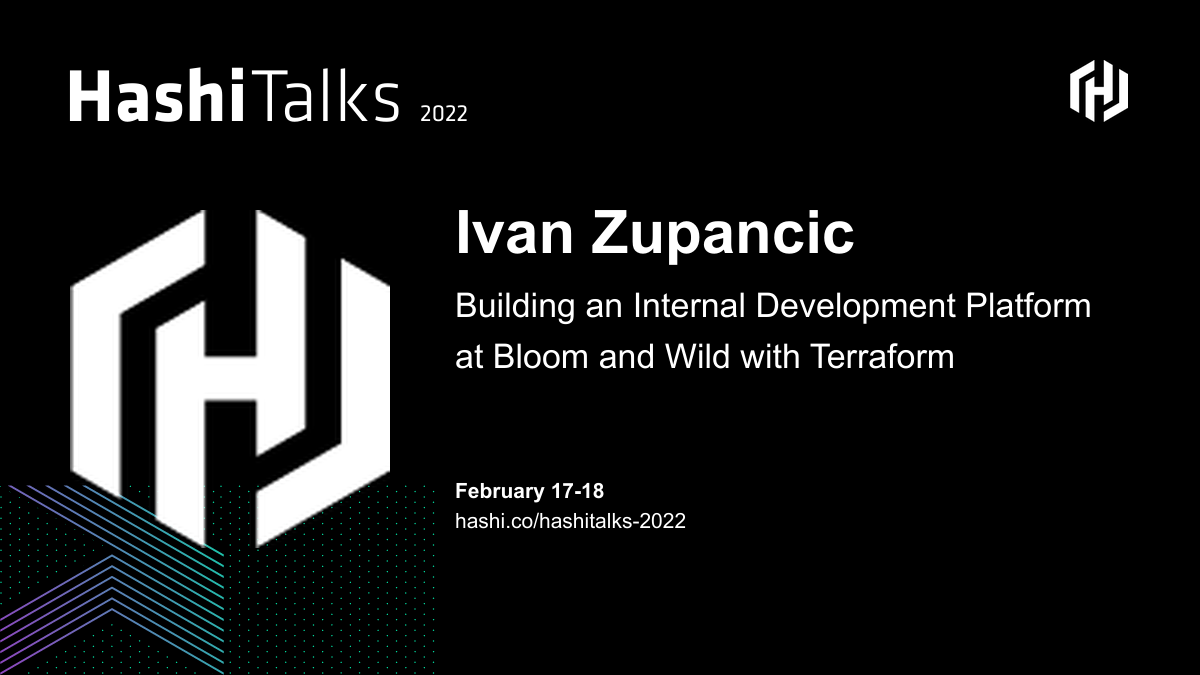 HashiTalks 2022
Ivan Zupancic
Building an Internal Development Platform
at Bloom and Wild with Terraform
February 17-18
hashi.co/hashitalks-2022